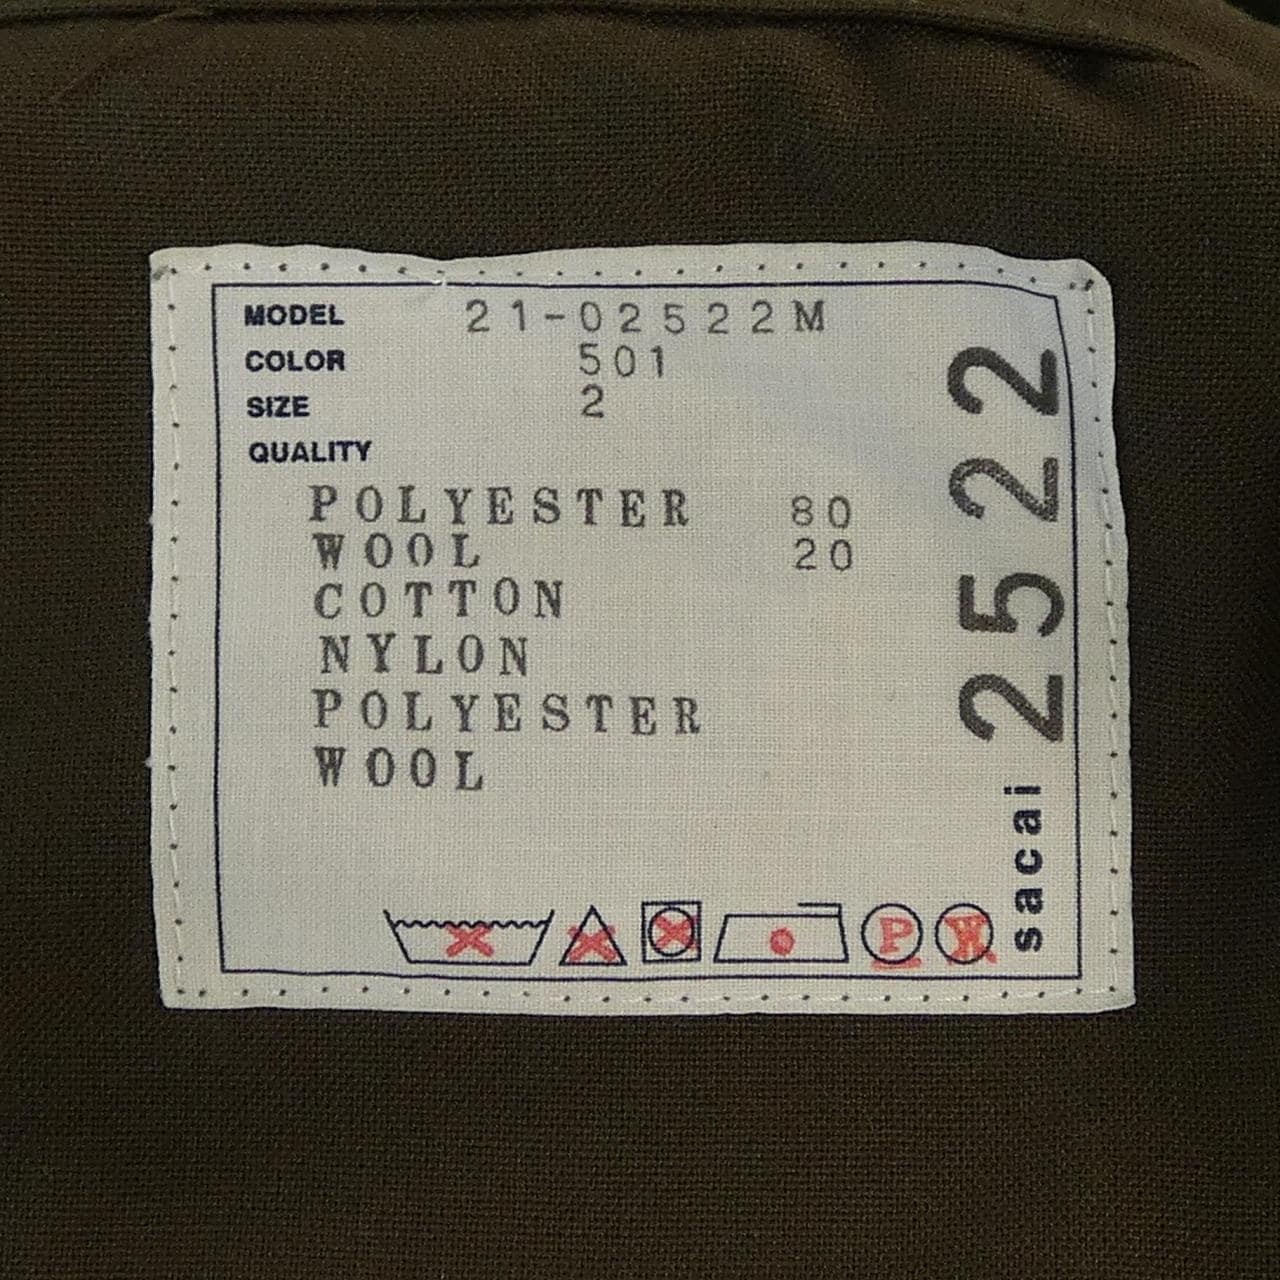 MODEL 21-02522M
COLOR 501
SIZE 2
QUALITY
POLYESTER 80
WOOL 20
COTTON
NYLON
POLYESTER
WOOL
P W
sacai 2522